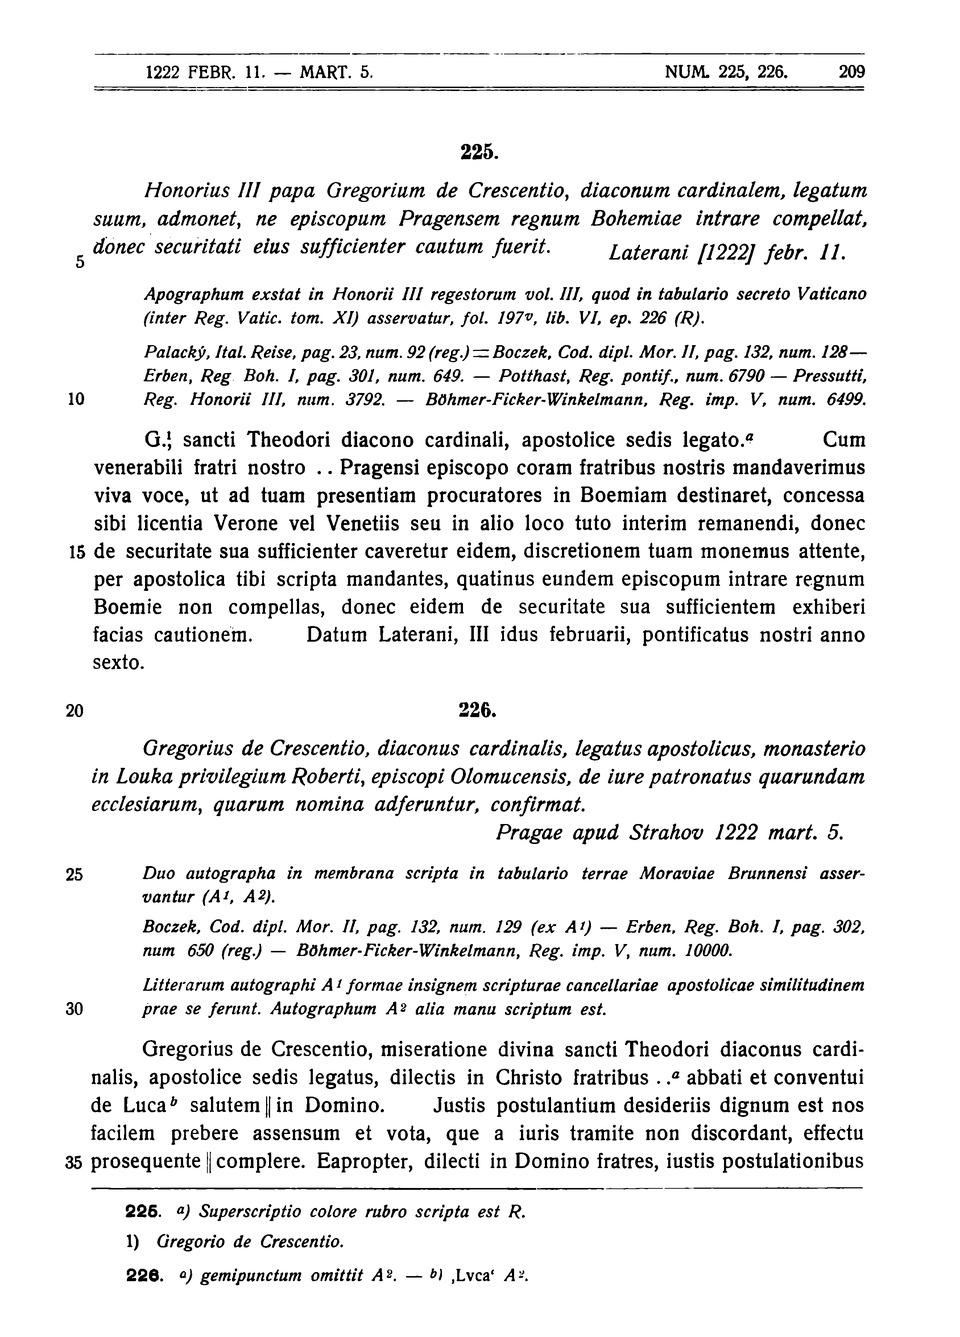 1222 FEBR. 11. — MART. 5. NUM. 225, 226. 209
225.
Honorius III papa Gregorium de Crescentio, diaconum cardinalem, legatum
suum, admonet, ne episcopum Pragensem regnum Bohemiae intrare compellat,
5 donec securitati eius sufficienter cautum fuerit. Laterani [1222] febr. 11.
Apographum exstat in Honorii III regestorum vol. III, quod in tabulario secreto Vaticano
(inter Reg. Vatic. tom. XI) asservatur, fol. 197v, lib. VI, ep. 226 (R).
Palacký, Ital. Reise, pag. 23, num. 92 (reg.) = Boczek, Cod. dipl. Mor. II, pag. 132, num. 128 —
Erben, Reg. Boh. I, pag. 301, num. 649. — Potthast, Reg. pontif., num. 6790 — Pressutti,
10 Reg. Honorii III, num. 3792. — Böhmer-Ficker-Winkelmann, Reg. imp. V, num. 6499.
G.¹, sancti Theodori diacono cardinali, apostolice sedis legato.ᵃ Cum
venerabili fratri nostro . . Pragensi episcopo coram fratribus nostris mandaverimus
viva voce, ut ad tuam presentiam procuratores in Boemiam destinaret, concessa
sibi licentia Verone vel Venetiis seu in alio loco tuto interim remanendi, donec
15 de securitate sua sufficienter caveretur eidem, discretionem tuam monemus attente,
per apostolica tibi scripta mandantes, quatinus eundem episcopum intrare regnum
Boemie non compellas, donec eidem de securitate sua sufficientem exhiberi
facias cautionem. Datum Laterani, III idus februarii, pontificatus nostri anno
sexto.
20 226.
Gregorius de Crescentio, diaconus cardinalis, legatus apostolicus, monasterio
in Louka privilegium Roberti, episcopi Olomucensis, de iure patronatus quarundam
ecclesiarum, quarum nomina adferuntur, confirmat.
Pragae apud Strahov 1222 mart. 5.
25 Duo autographa in membrana scripta in tabulario terrae Moraviae Brunnensi asser-
vantur (A¹, A²).
Boczek, Cod. dipl. Mor. II, pag. 132, num. 129 (ex A¹) — Erben, Reg. Boh. I, pag. 302,
num 650 (reg.) — Böhmer-Ficker-Winkelmann, Reg. imp. V, num. 10000.
Litterarum autographi A¹ formae insignem scripturae cancellariae apostolicae similitudinem
30 prae se ferunt. Autographum A² alia manu scriptum est.
Gregorius de Crescentio, miseratione divina sancti Theodori diaconus cardi-
nalis, apostolice sedis legatus, dilectis in Christo fratribus . .ᵃ abbati et conventui
de Lucaᵇ salutem || in Domino. Justis postulantium desideriis dignum est nos
facilem prebere assensum et vota, que a iuris tramite non discordant, effectu
35 prosequente || complere. Eapropter, dilecti in Domino fratres, iustis postulationibus
225. a) Superscriptio colore rubro scripta est R.
1) Gregorio de Crescentio.
226. a) gemipunctum omittit A². — b) ‚Lvca‘ A².